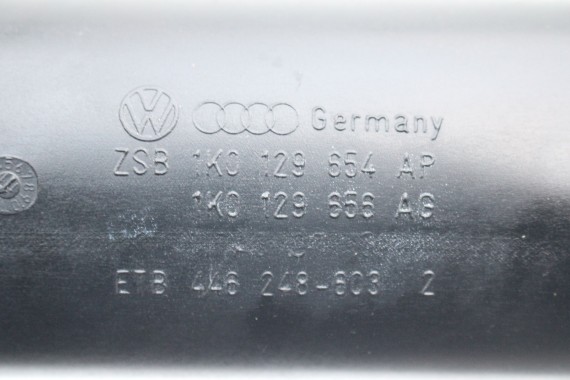 Germany
ZSB 1K0 129 654 AP
1K0 129 656 AG
ETB 446 248-603 2